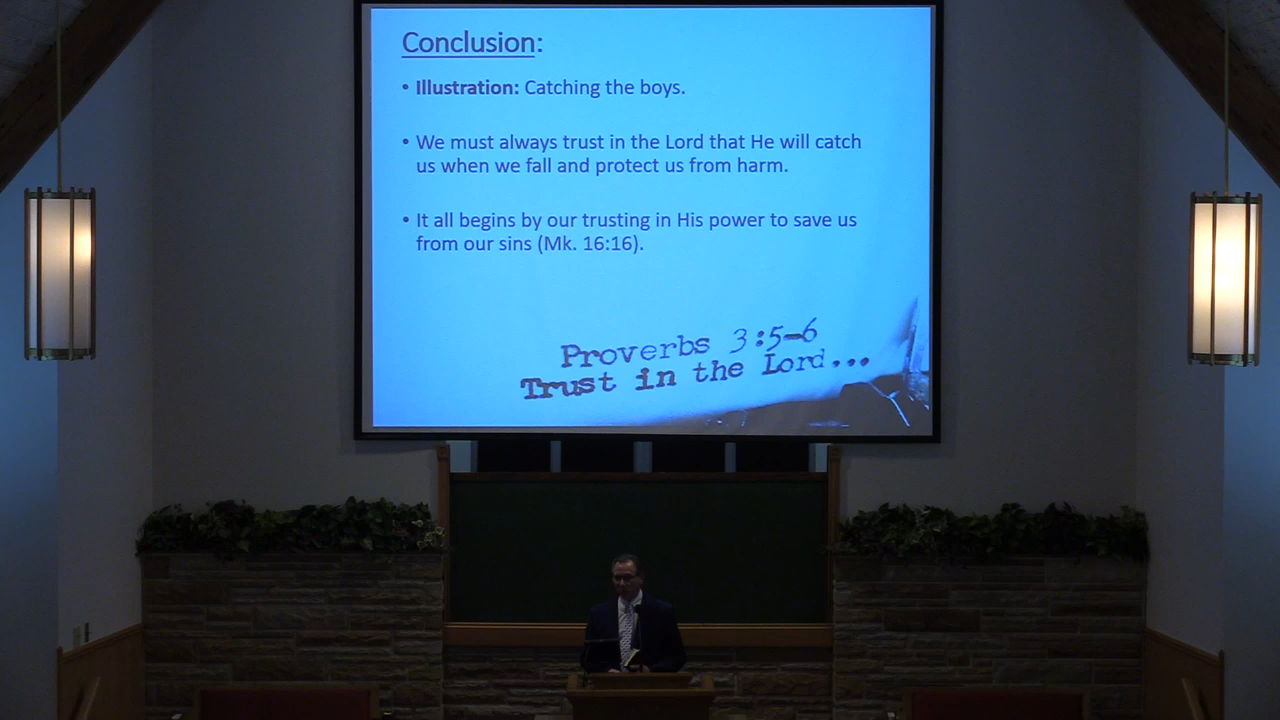 Conclusion:
• Illustration: Catching the boys.
• We must always trust in the Lord that He will catch
us when we fall and protect us from harm.
• It all begins by our trusting in His power to save us
from our sins (Mk. 16:16).
Proverbs 3:5-6
Trust in the Lord...